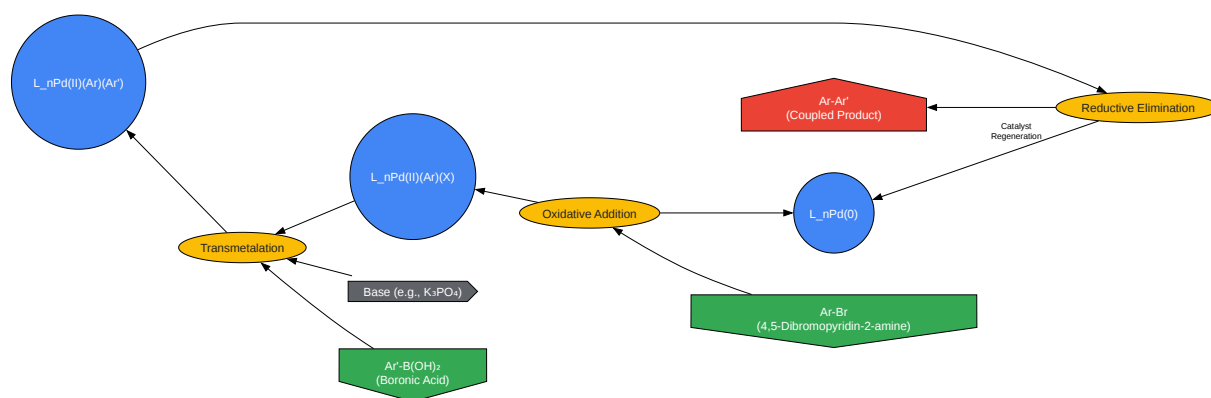 L_nPd(II)(Ar)(Ar')
Ar-Ar'
(Coupled Product)
Reductive Elimination
Catalyst
Regeneration
L_nPd(II)(Ar)(X)
Oxidative Addition
L_nPd(0)
Transmetalation
Base (e.g., K₃PO₄)
Ar-Br
(4,5-Dibromopyridin-2-amine)
Ar'-B(OH)₂
(Boronic Acid)